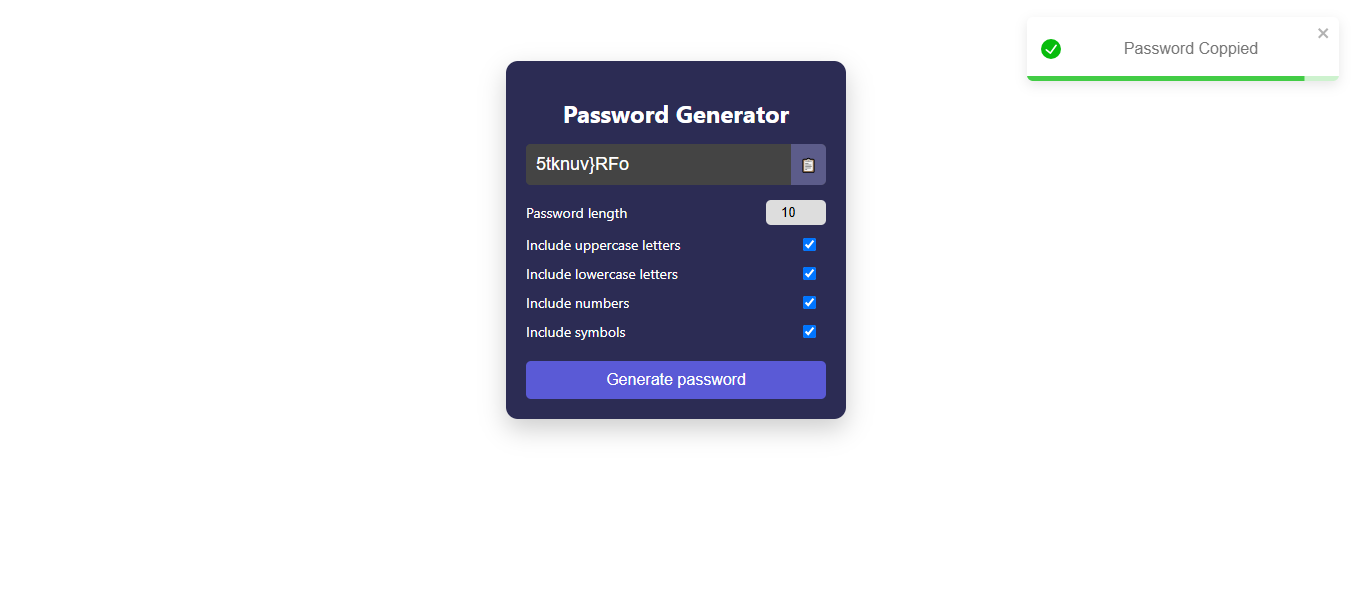 Password Coppied
Password Generator
5tknuv}RFo
Password length
10
Include uppercase letters
Include lowercase letters
Include numbers
Include symbols
Generate password